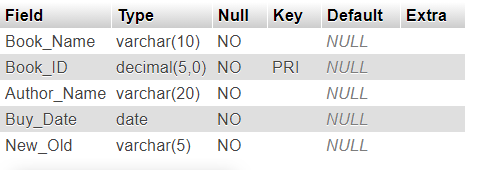 Field Type Null Key Default Extra
Book_Name varchar(10) NO NULL
Book_ID decimal(5,0) NO PRI NULL
Author_Name varchar(20) NO NULL
Buy_Date date NO NULL
New_Old varchar(5) NO NULL